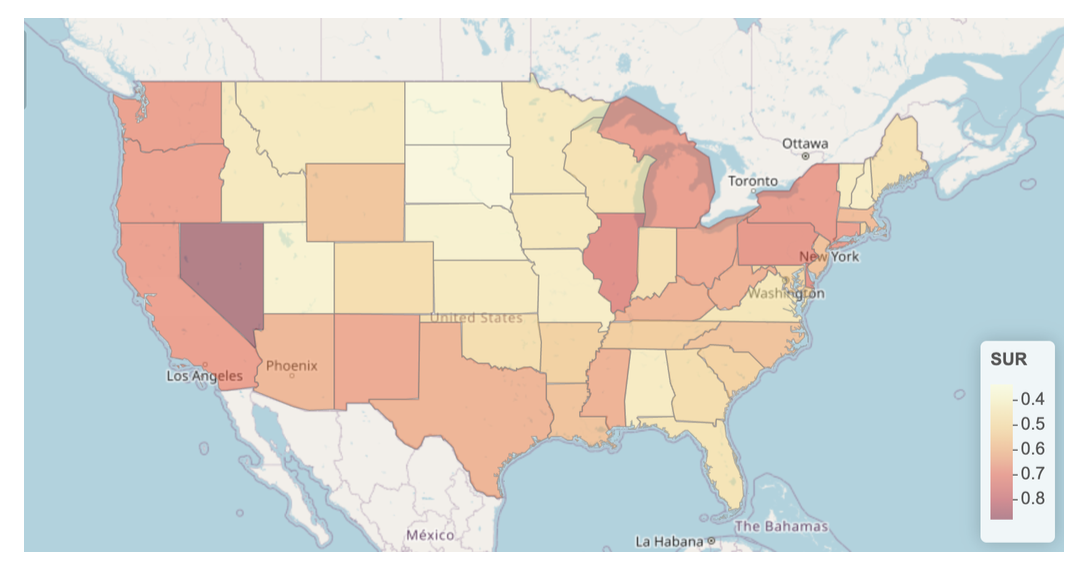 Ottawa
Toronto
New York
Washington
United States
Phoenix
Los Angeles
SUR
0.4
0.5
0.6
0.7
0.8
México
La Habana
The Bahamas